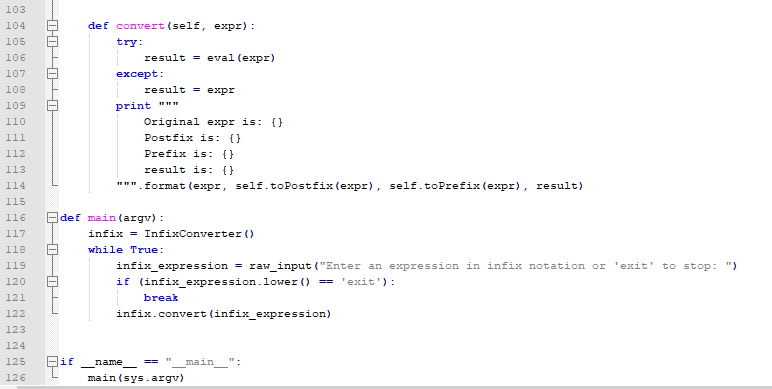 103
104 def convert(self, expr):
105 try:
106 result = eval(expr)
107 except:
108 result = expr
109 print """
110 Original expr is: {}
111 Postfix is: {}
112 Prefix is: {}
113 result is: {}
114 """.format(expr, self.toPostfix(expr), self.toPrefix(expr), result)
115
116 def main(argv):
117 infix = InfixConverter()
118 while True:
119 infix_expression = raw_input("Enter an expression in infix notation or 'exit' to stop: ")
120 if (infix_expression.lower() == 'exit'):
121 break
122 infix.convert(infix_expression)
123
124
125 if __name__ == "__main__":
126 main(sys.argv)